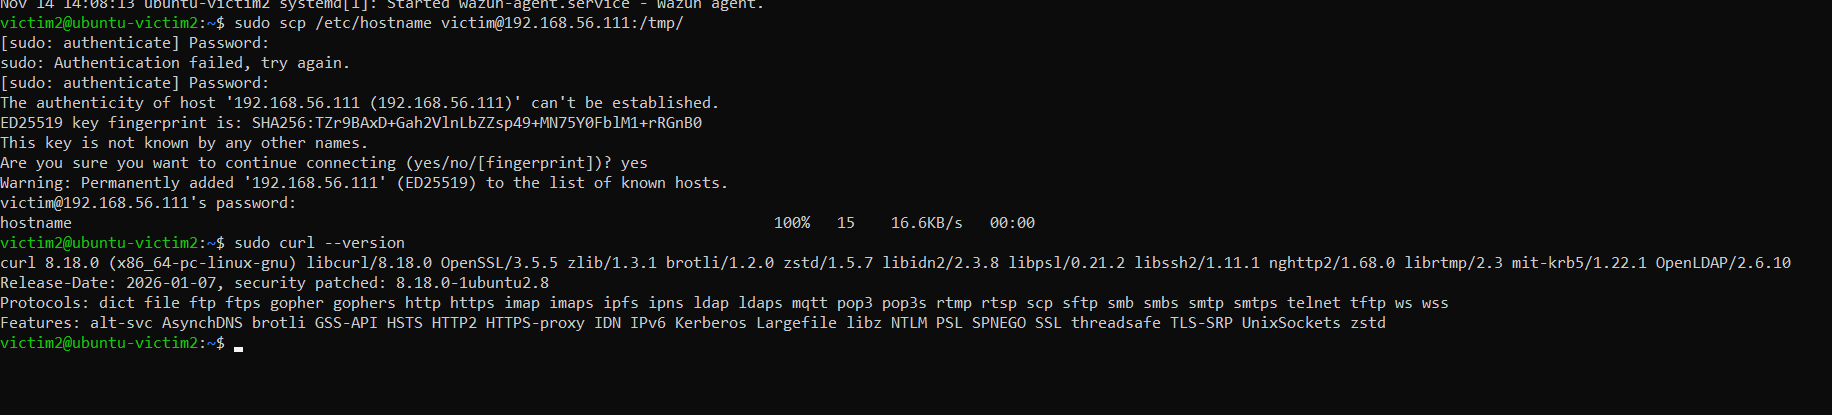 Nov 14 14:08:13 ubuntu-victim2 systemd[1]: Started wazuh-agent.service - Wazuh agent.
victim2@ubuntu-victim2:~$ sudo scp /etc/hostname victim@192.168.56.111:/tmp/
[sudo: authenticate] Password:
sudo: Authentication failed, try again.
[sudo: authenticate] Password:
The authenticity of host '192.168.56.111 (192.168.56.111)' can't be established.
ED25519 key fingerprint is: SHA256:TZr9BAxD+Gah2VlnLbZZsp49+MN75Y0FblM1+rRGnB0
This key is not known by any other names.
Are you sure you want to continue connecting (yes/no/[fingerprint])? yes
Warning: Permanently added '192.168.56.111' (ED25519) to the list of known hosts.
victim@192.168.56.111's password:
hostname 100% 15 16.6KB/s 00:00
victim2@ubuntu-victim2:~$ sudo curl --version
curl 8.18.0 (x86_64-pc-linux-gnu) libcurl/8.18.0 OpenSSL/3.5.5 zlib/1.3.1 brotli/1.2.0 zstd/1.5.7 libidn2/2.3.8 libpsl/0.21.2 libssh2/1.11.1 nghttp2/1.68.0 librtmp/2.3 mit-krb5/1.22.1 OpenLDAP/2.6.10
Release-Date: 2026-01-07, security patched: 8.18.0-1ubuntu2.8
Protocols: dict file ftp ftps gopher gophers http https imap imaps ipfs ipns ldap ldaps mqtt pop3 pop3s rtmp rtsp scp sftp smb smbs smtp smtps telnet tftp ws wss
Features: alt-svc AsynchDNS brotli GSS-API HSTS HTTP2 HTTPS-proxy IDN IPv6 Kerberos Largefile libz NTLM PSL SPNEGO SSL threadsafe TLS-SRP UnixSockets zstd
victim2@ubuntu-victim2:~$